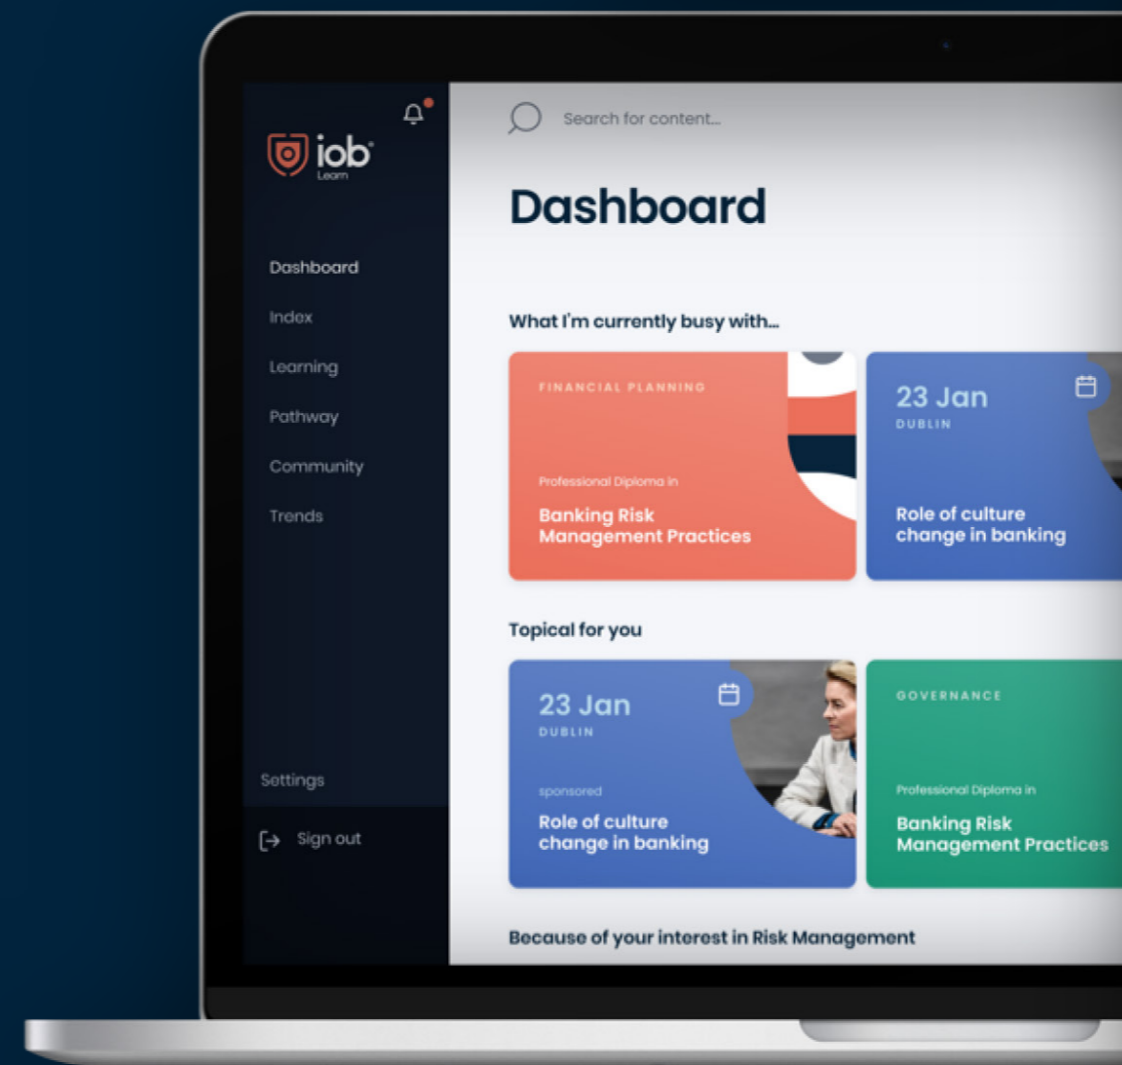 iob
Learn
Search for content...
Dashboard
Dashboard
Index
Learning
Pathway
Community
Trends
Settings
Sign out
What I'm currently busy with...
FINANCIAL PLANNING
Professional Diploma in
Banking Risk
Management Practices
23 Jan
DUBLIN
Role of culture
change in banking
Topical for you
23 Jan
DUBLIN
sponsored
Role of culture
change in banking
GOVERNANCE
Professional Diploma in
Banking Risk
Management Practices
Because of your interest in Risk Management